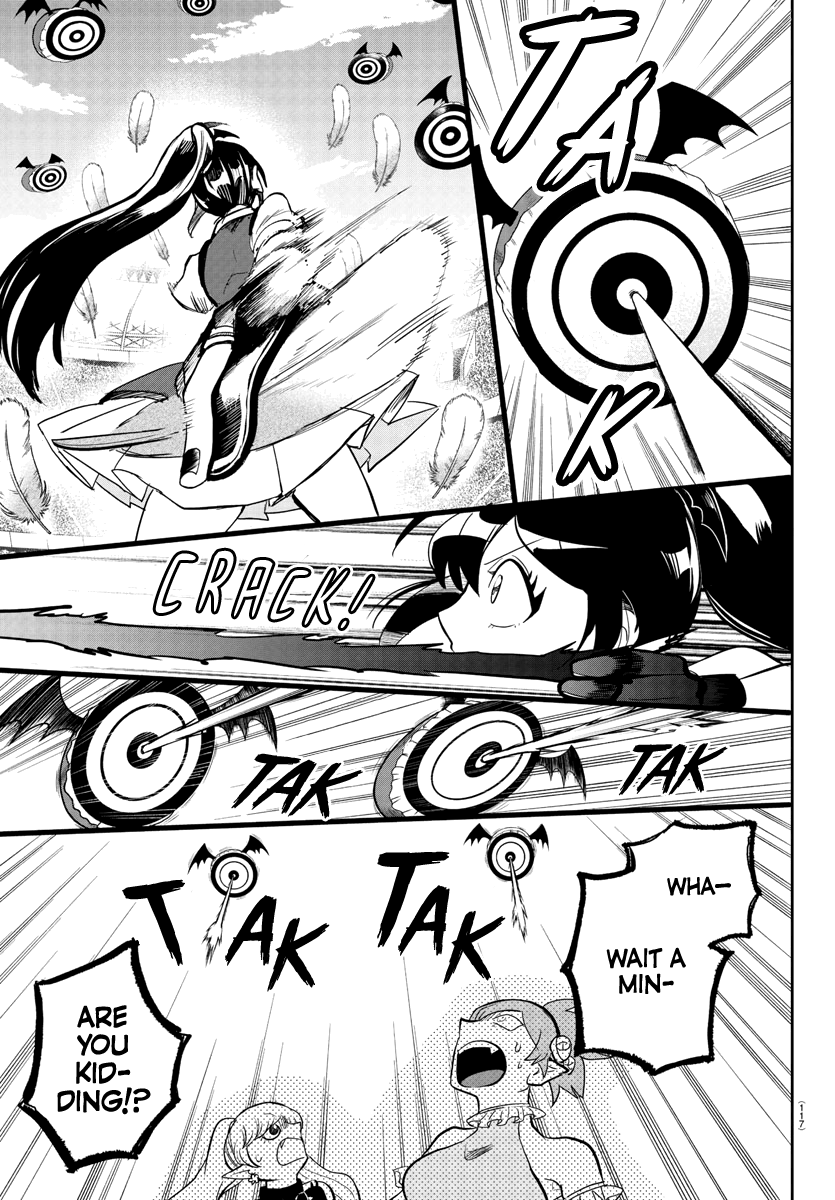 TAK
CRACK!
TAK
TAK
TAK
TAK
WHA-
WAIT A
MIN-
ARE
YOU
KID-
DING!?
(117)